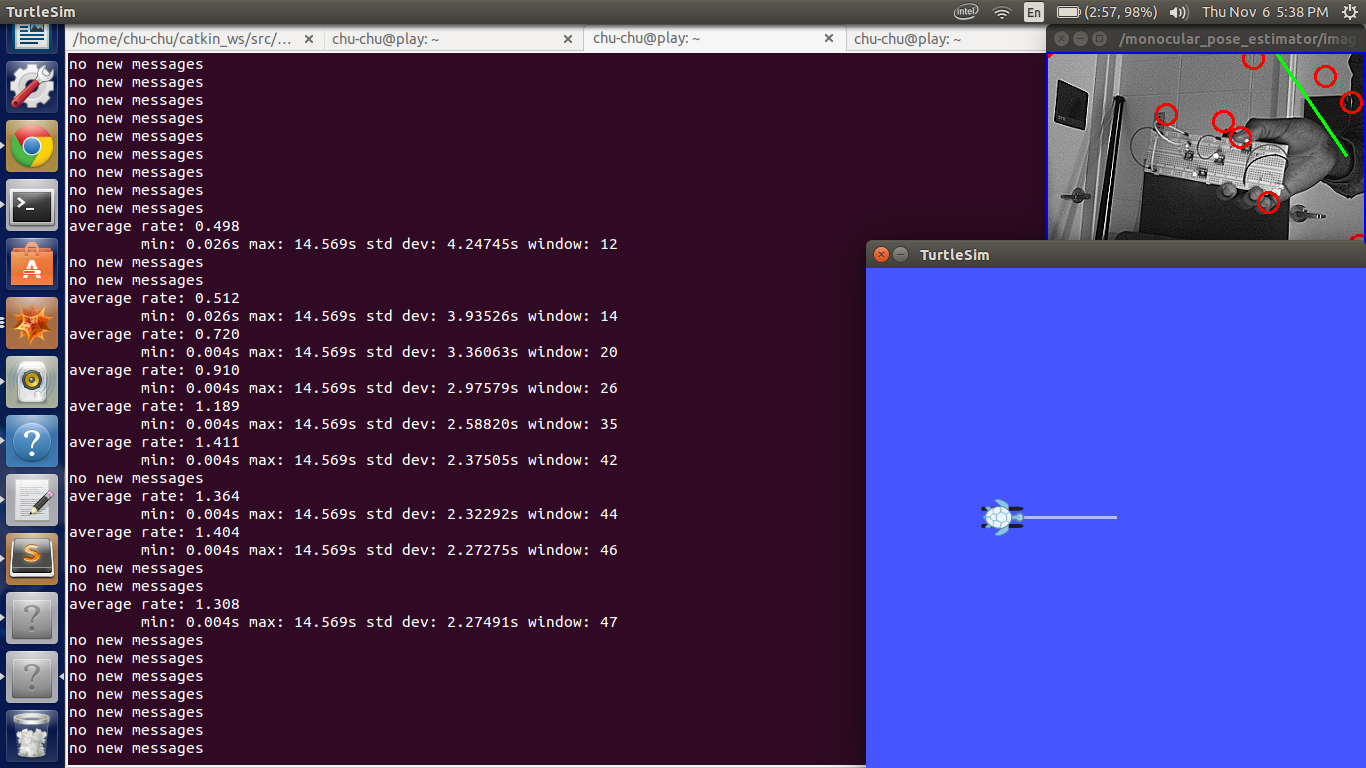 TurtleSim
intel
En
(2:57, 98%)
Thu Nov 6 5:38 PM
/home/chu-chu/catkin_ws/src/...
chu-chu@play: ~
chu-chu@play: ~
chu-chu@play: ~
/monocular_pose_estimator/imag
no new messages
no new messages
no new messages
no new messages
no new messages
no new messages
no new messages
no new messages
no new messages
average rate: 0.498
min: 0.026s max: 14.569s std dev: 4.24745s window: 12
no new messages
no new messages
average rate: 0.512
min: 0.026s max: 14.569s std dev: 3.93526s window: 14
average rate: 0.720
min: 0.004s max: 14.569s std dev: 3.36063s window: 20
average rate: 0.910
min: 0.004s max: 14.569s std dev: 2.97579s window: 26
average rate: 1.189
min: 0.004s max: 14.569s std dev: 2.58820s window: 35
average rate: 1.411
min: 0.004s max: 14.569s std dev: 2.37505s window: 42
no new messages
average rate: 1.364
min: 0.004s max: 14.569s std dev: 2.32292s window: 44
average rate: 1.404
min: 0.004s max: 14.569s std dev: 2.27275s window: 46
no new messages
no new messages
average rate: 1.308
min: 0.004s max: 14.569s std dev: 2.27491s window: 47
no new messages
no new messages
no new messages
no new messages
no new messages
no new messages
no new messages
TurtleSim